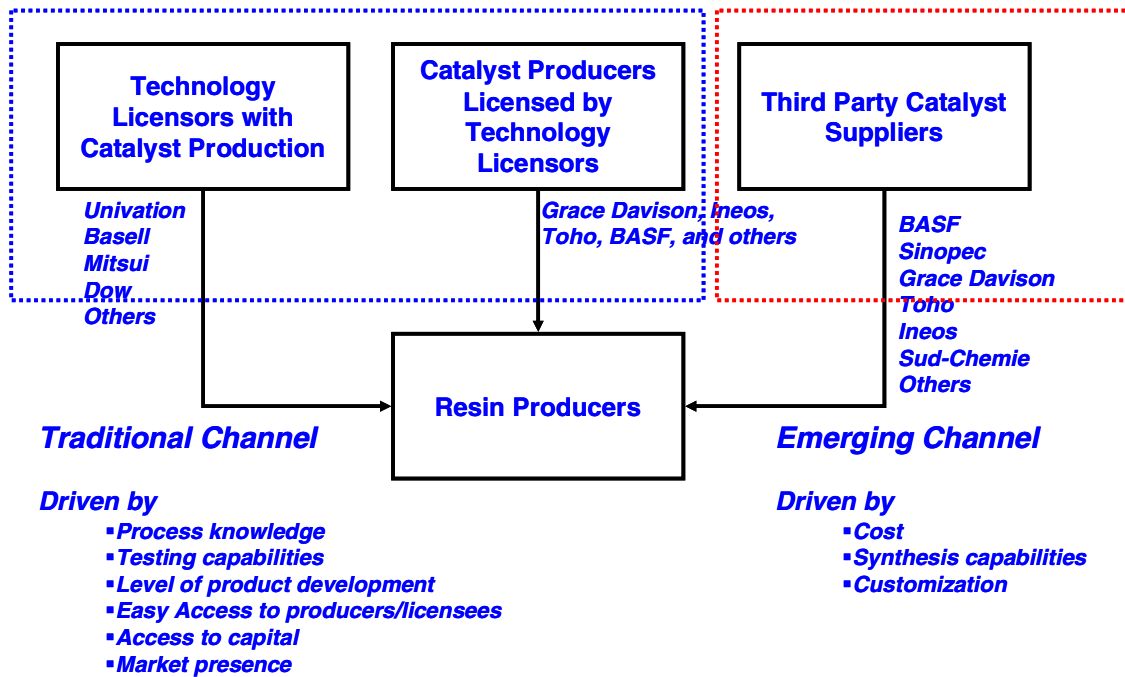 Technology
Licensors with
Catalyst Production
Catalyst Producers
Licensed by
Technology
Licensors
Third Party Catalyst
Suppliers
Univation
Basell
Mitsui
Dow
Others
Grace Davison, Ineos,
Toho, BASF, and others
BASF
Sinopec
Grace Davison
Toho
Ineos
Sud-Chemie
Others
Resin Producers
Traditional Channel
Driven by
▪Process knowledge
▪Testing capabilities
▪Level of product development
▪Easy Access to producers/licensees
▪Access to capital
▪Market presence
Emerging Channel
Driven by
▪Cost
▪Synthesis capabilities
▪Customization